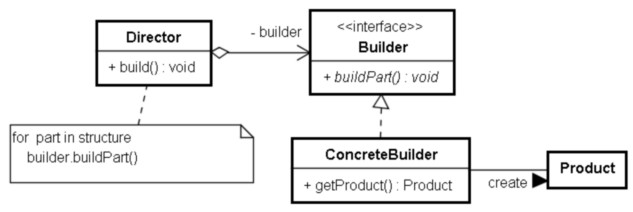 Director
+ build() : void
- builder
<<interface>>
Builder
+ buildPart() : void
for  part in structure
builder.buildPart()
ConcreteBuilder
+ getProduct() : Product
create
Product